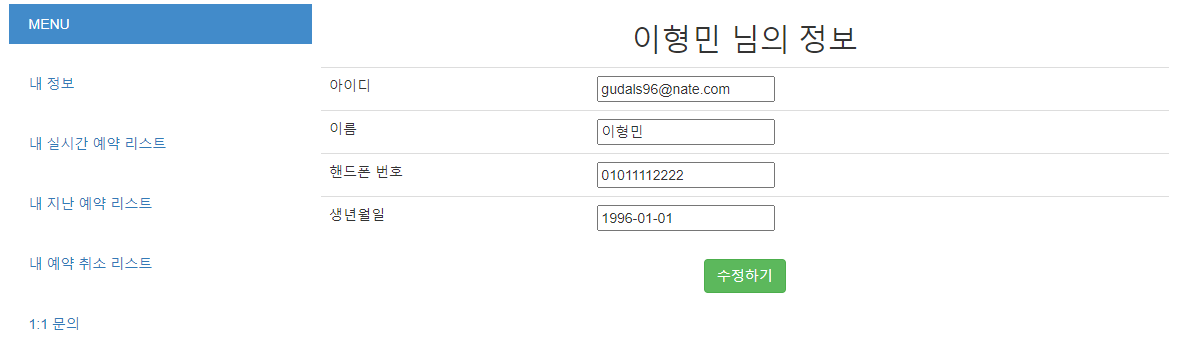 MENU
내 정보
내 실시간 예약 리스트
내 지난 예약 리스트
내 예약 취소 리스트
1:1 문의
이형민 님의 정보
아이디 gudals96@nate.com
이름 이형민
핸드폰 번호 01011112222
생년월일 1996-01-01
수정하기